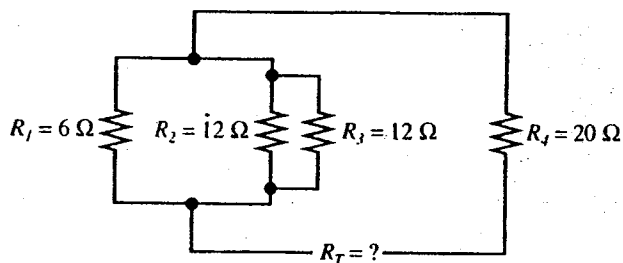 R1 = 6 Ω
R2 = 12 Ω
R3 = 12 Ω
R4 = 20 Ω
RT = ?